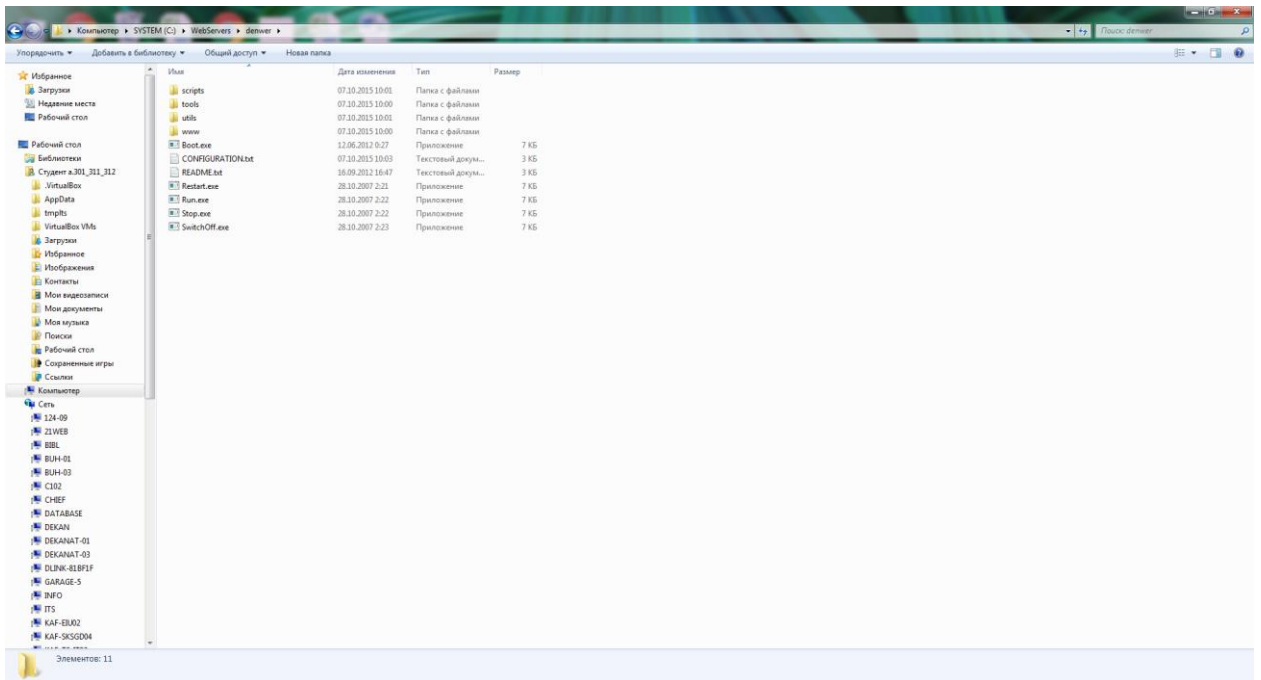 Компьютер ▸ SYSTEM (C:) ▸ WebServers ▸ denwer ▸
Поиск: denwer
Упорядочить Добавить в библиотеку Общий доступ Новая папка
Имя Дата изменения Тип Размер
scripts 07.10.2015 10:01 Папка с файлами
tools 07.10.2015 10:00 Папка с файлами
utils 07.10.2015 10:01 Папка с файлами
www 07.10.2015 10:00 Папка с файлами
Boot.exe 12.06.2012 0:27 Приложение 7 КБ
CONFIGURATION.txt 07.10.2015 10:03 Текстовый докум... 3 КБ
README.txt 16.09.2012 16:47 Текстовый докум... 3 КБ
Restart.exe 28.10.2007 2:21 Приложение 7 КБ
Run.exe 28.10.2007 2:22 Приложение 7 КБ
Stop.exe 28.10.2007 2:22 Приложение 7 КБ
SwitchOff.exe 28.10.2007 2:23 Приложение 7 КБ
Избранное
Загрузки
Недавние места
Рабочий стол
Рабочий стол
Библиотеки
Студент а.301_311_312
.VirtualBox
AppData
tmplts
VirtualBox VMs
Загрузки
Избранное
Изображения
Контакты
Мои видеозаписи
Мои документы
Моя музыка
Поиски
Рабочий стол
Сохраненные игры
Ссылки
Компьютер
Сеть
124-09
21WEB
BIBL
BUH-01
BUH-03
C102
CHIEF
DATABASE
DEKAN
DEKANAT-01
DEKANAT-03
DLINK-81BF1F
GARAGE-5
INFO
ITS
KAF-EIU02
KAF-SKSGD04
Элементов: 11